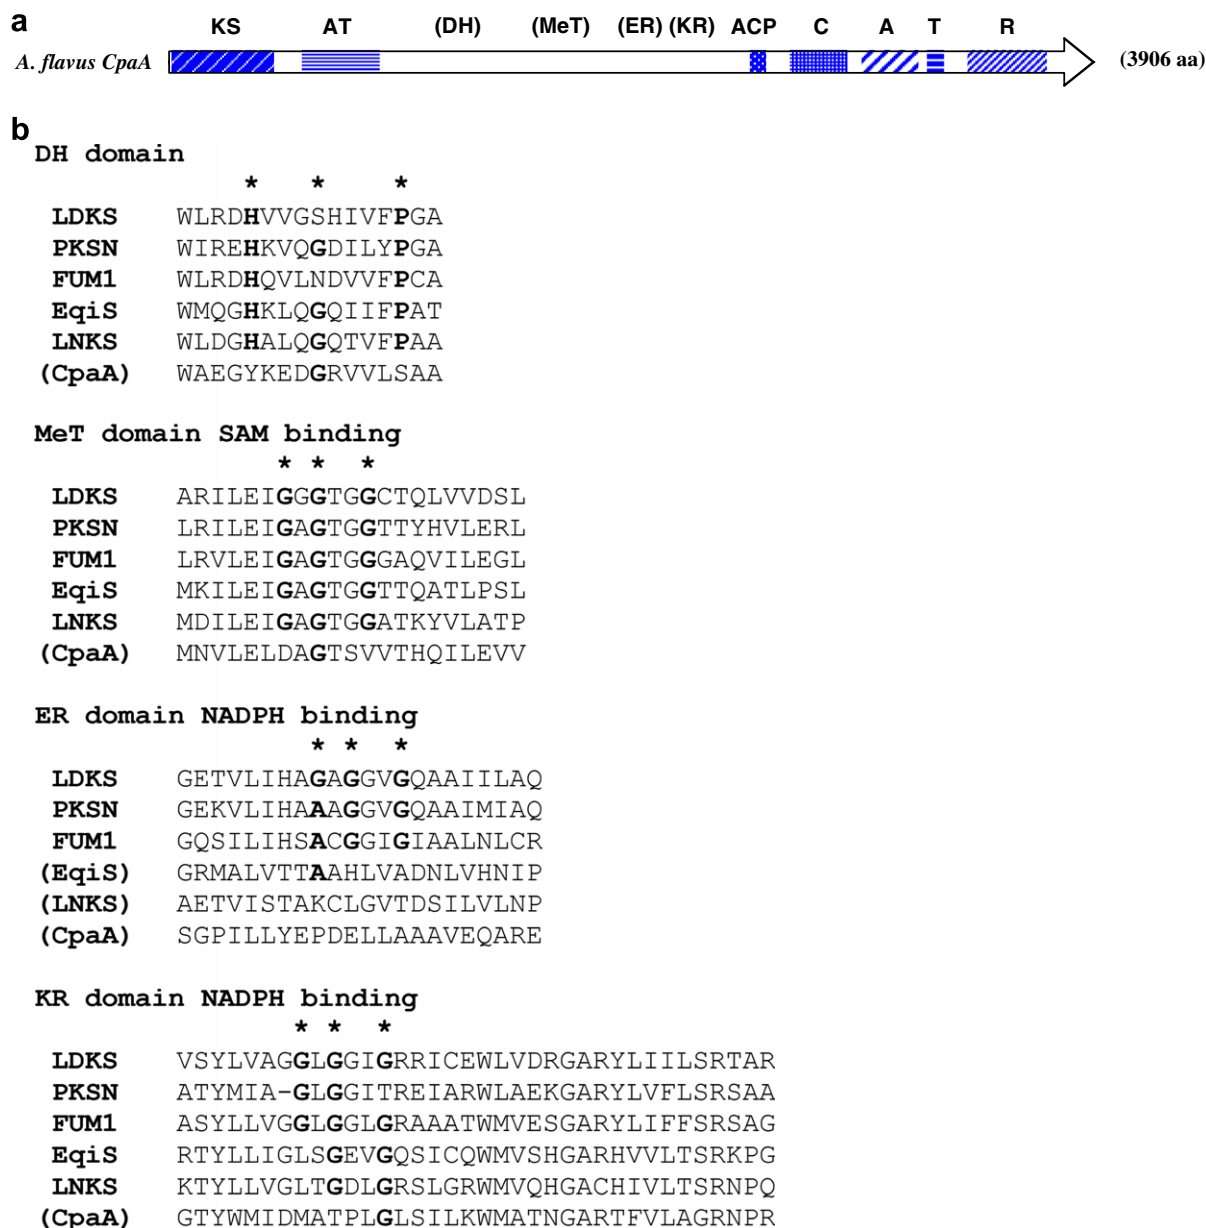 a
KS AT (DH) (MeT) (ER) (KR) ACP C A T R
A. flavus CpaA (3906 aa)
b
DH domain
* * *
LDKS WLRDHVVGSHIVFPGA
PKSN WIREHKVQGDILYPGA
FUM1 WLRDHQVLNDVVFPCA
EqiS WMQGHKLQGQIIFPAT
LNKS WLDGHALQGQTVFPAA
(CpaA) WAEGYKEDGRVVLSAA
MeT domain SAM binding
* * *
LDKS ARILEIGGGTGGCTQLVVDSL
PKSN LRILEIGAGTGGTTYHVLERL
FUM1 LRVLEIGAGTGGGAQVILEGL
EqiS MKILEIGAGTGGTTQATLPSL
LNKS MDILEIGAGTGGATKYVLATP
(CpaA) MNVLELDAGTSVVTHQILEVV
ER domain NADPH binding
* * *
LDKS GETVLIHAGAGGVGQAAIILAQ
PKSN GEKVLIHAAAGGVGQAAIMIAQ
FUM1 GQSILIHSACGGIGIAALNLCR
(EqiS) GRMALVTTAAHLVADNLVHNIP
(LNKS) AETVISTAKCLGVTDSILVLNP
(CpaA) SGPILLYEPDELLAAAVEQARE
KR domain NADPH binding
* * *
LDKS VSYLVAGGLGGIGRRICEWLVDRGARYLIILSRTAR
PKSN ATYMIA-GLGGITREIARWLAEKGARYLVFLSRSAA
FUM1 ASYLLVGGLGGLGRAAATWMVESGARYLIFFSRSAG
EqiS RTYLLIGLSGEVGQSICQWMVSHGARHVVLTSRKPG
LNKS KTYLLVGLTGDLGRSLGRWMVQHGACHIVLTSRNPQ
(CpaA) GTYWMIDMATPLGLSILKWMATNGARTFVLAGRNPR